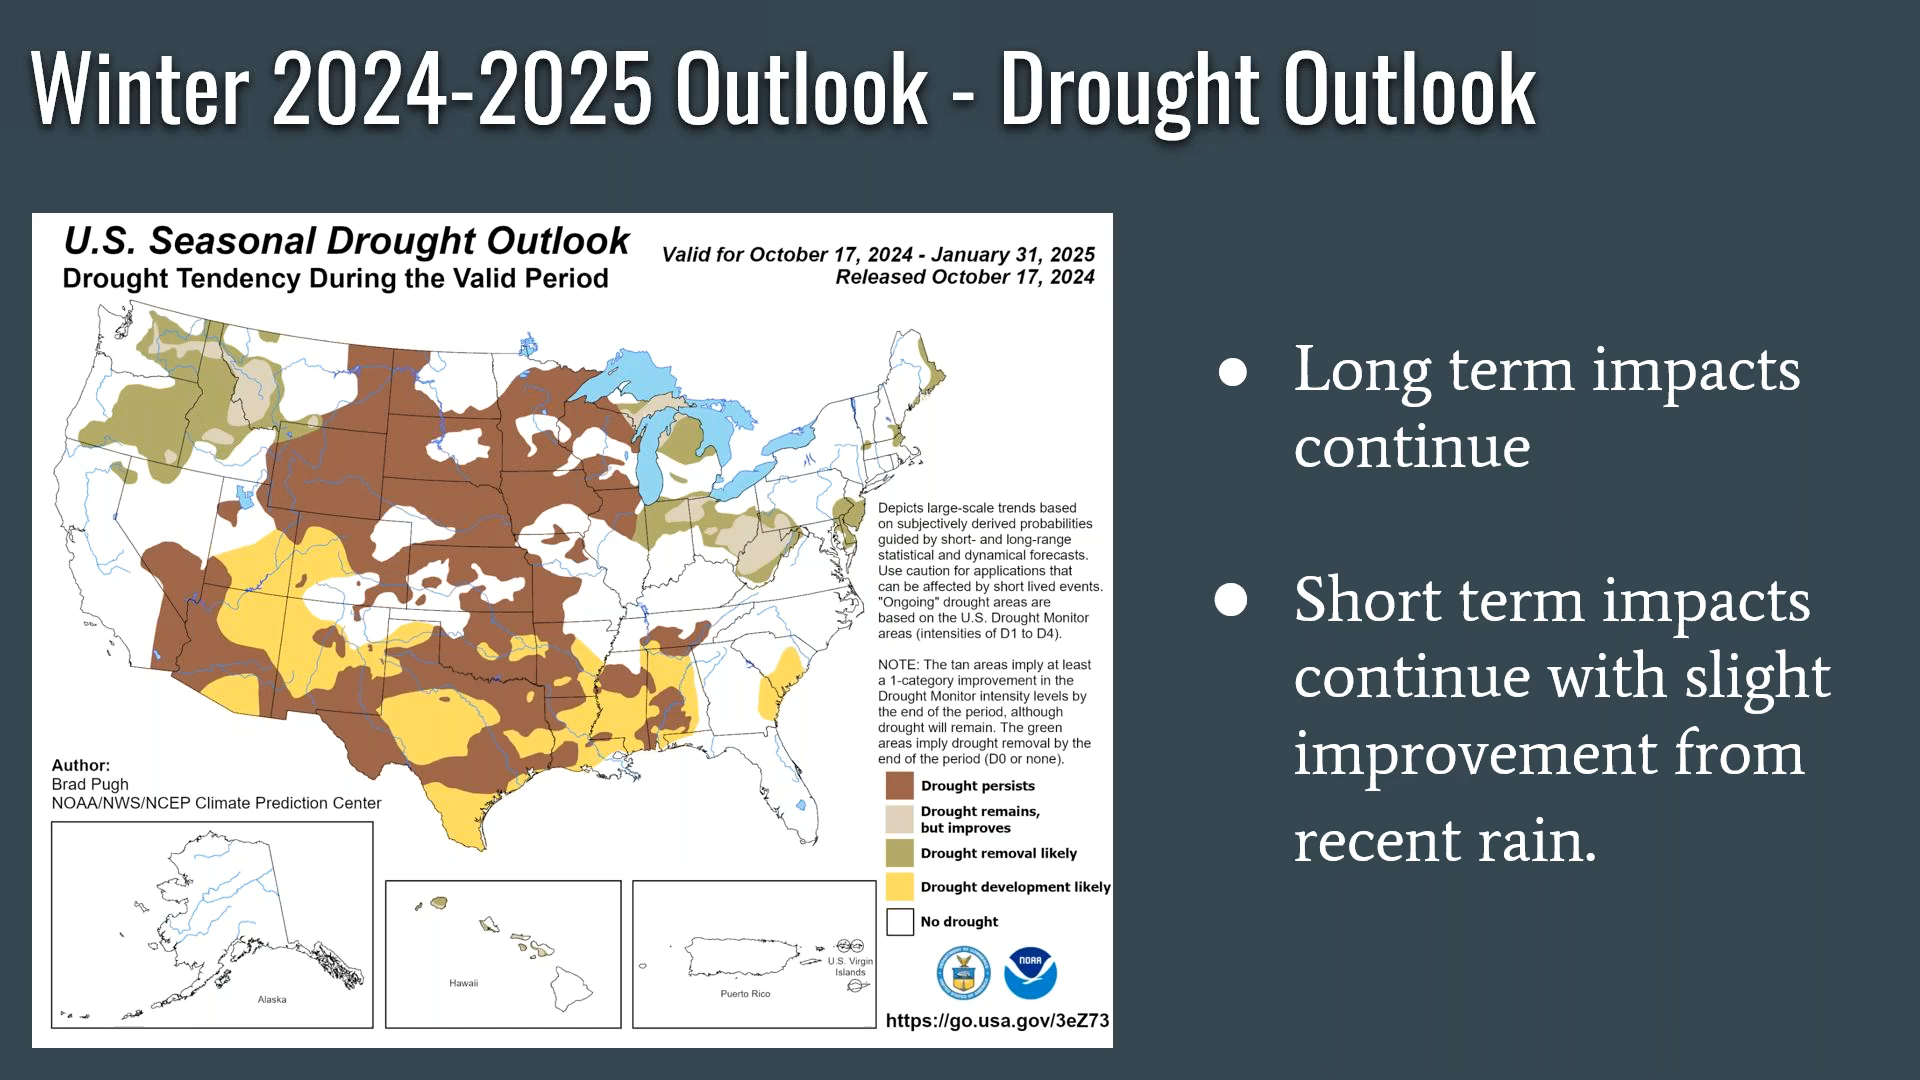 Winter 2024-2025 Outlook - Drought Outlook
U.S. Seasonal Drought Outlook
Drought Tendency During the Valid Period
Valid for October 17, 2024 - January 31, 2025
Released October 17, 2024
Depicts large-scale trends based
on subjectively derived probabilities
guided by short- and long-range
statistical and dynamical forecasts.
Use caution for applications that
can be affected by short lived events.
"Ongoing" drought areas are
based on the U.S. Drought Monitor
areas (intensities of D1 to D4).
NOTE: The tan areas imply at least
a 1-category improvement in the
Drought Monitor intensity levels by
the end of the period, although
drought will remain. The green
areas imply drought removal by the
end of the period (D0 or none).
Author:
Brad Pugh
NOAA/NWS/NCEP Climate Prediction Center
Drought persists
Drought remains,
but improves
Drought removal likely
Drought development likely
No drought
Alaska
Hawaii
Puerto Rico
U.S. Virgin
Islands
NOAA
https://go.usa.gov/3eZ73
● Long term impacts
continue
● Short term impacts
continue with slight
improvement from
recent rain.